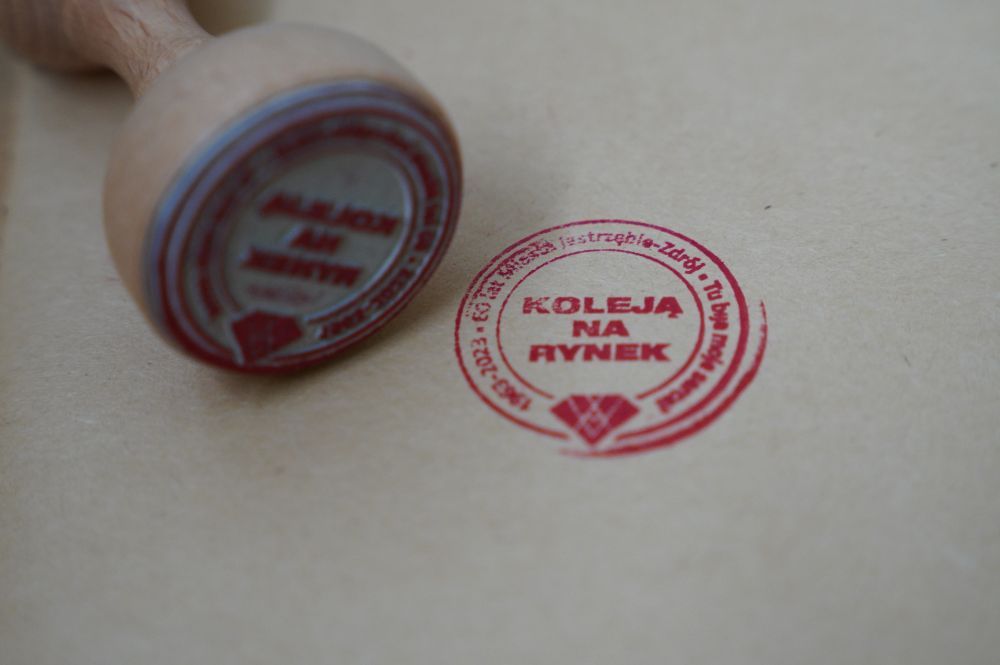 1963-2023 • 60 lat Miasta Jastrzębie-Zdrój • Tu bije moje serce!
KOLEJĄ
NA
RYNEK